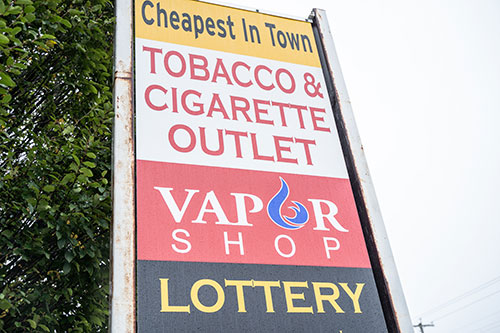 Cheapest In Town
TOBACCO &
CIGARETTE
OUTLET
VAPOR
SHOP
LOTTERY